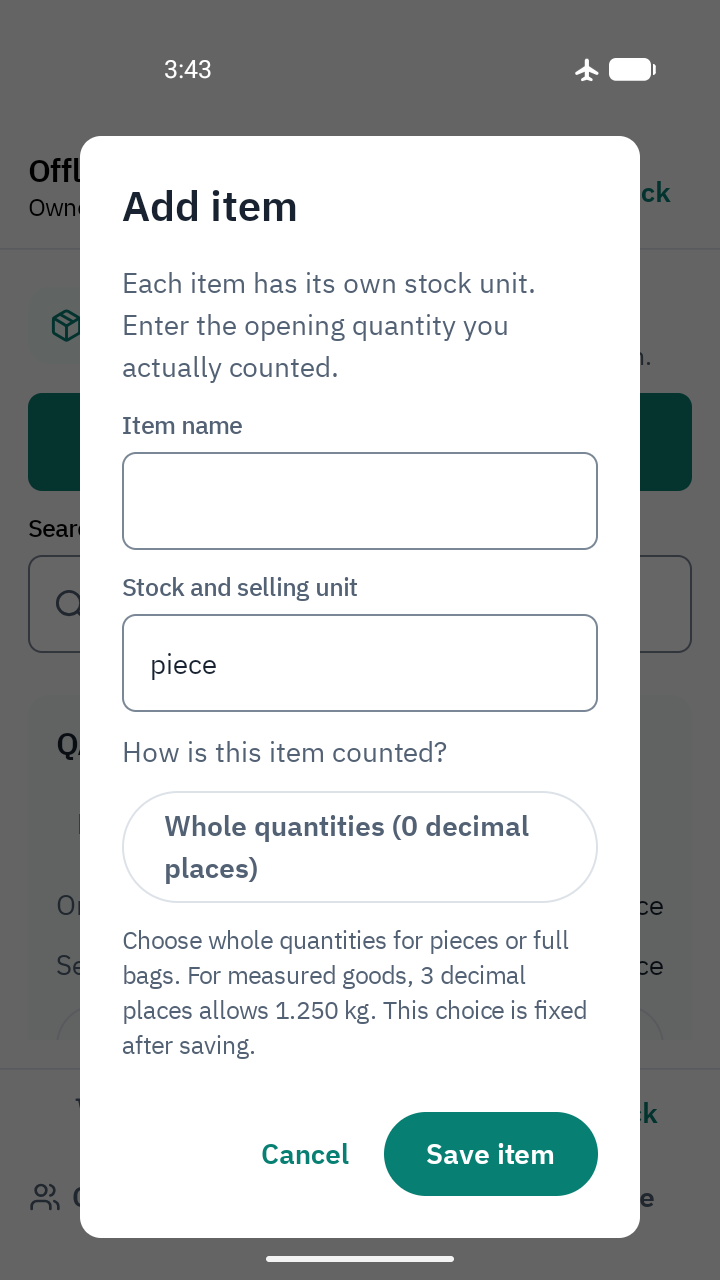 3:43
Add item
Each item has its own stock unit.
Enter the opening quantity you
actually counted.
Item name
Stock and selling unit
piece
How is this item counted?
Whole quantities (0 decimal
places)
Choose whole quantities for pieces or full
bags. For measured goods, 3 decimal
places allows 1.250 kg. This choice is fixed
after saving.
Cancel
Save item